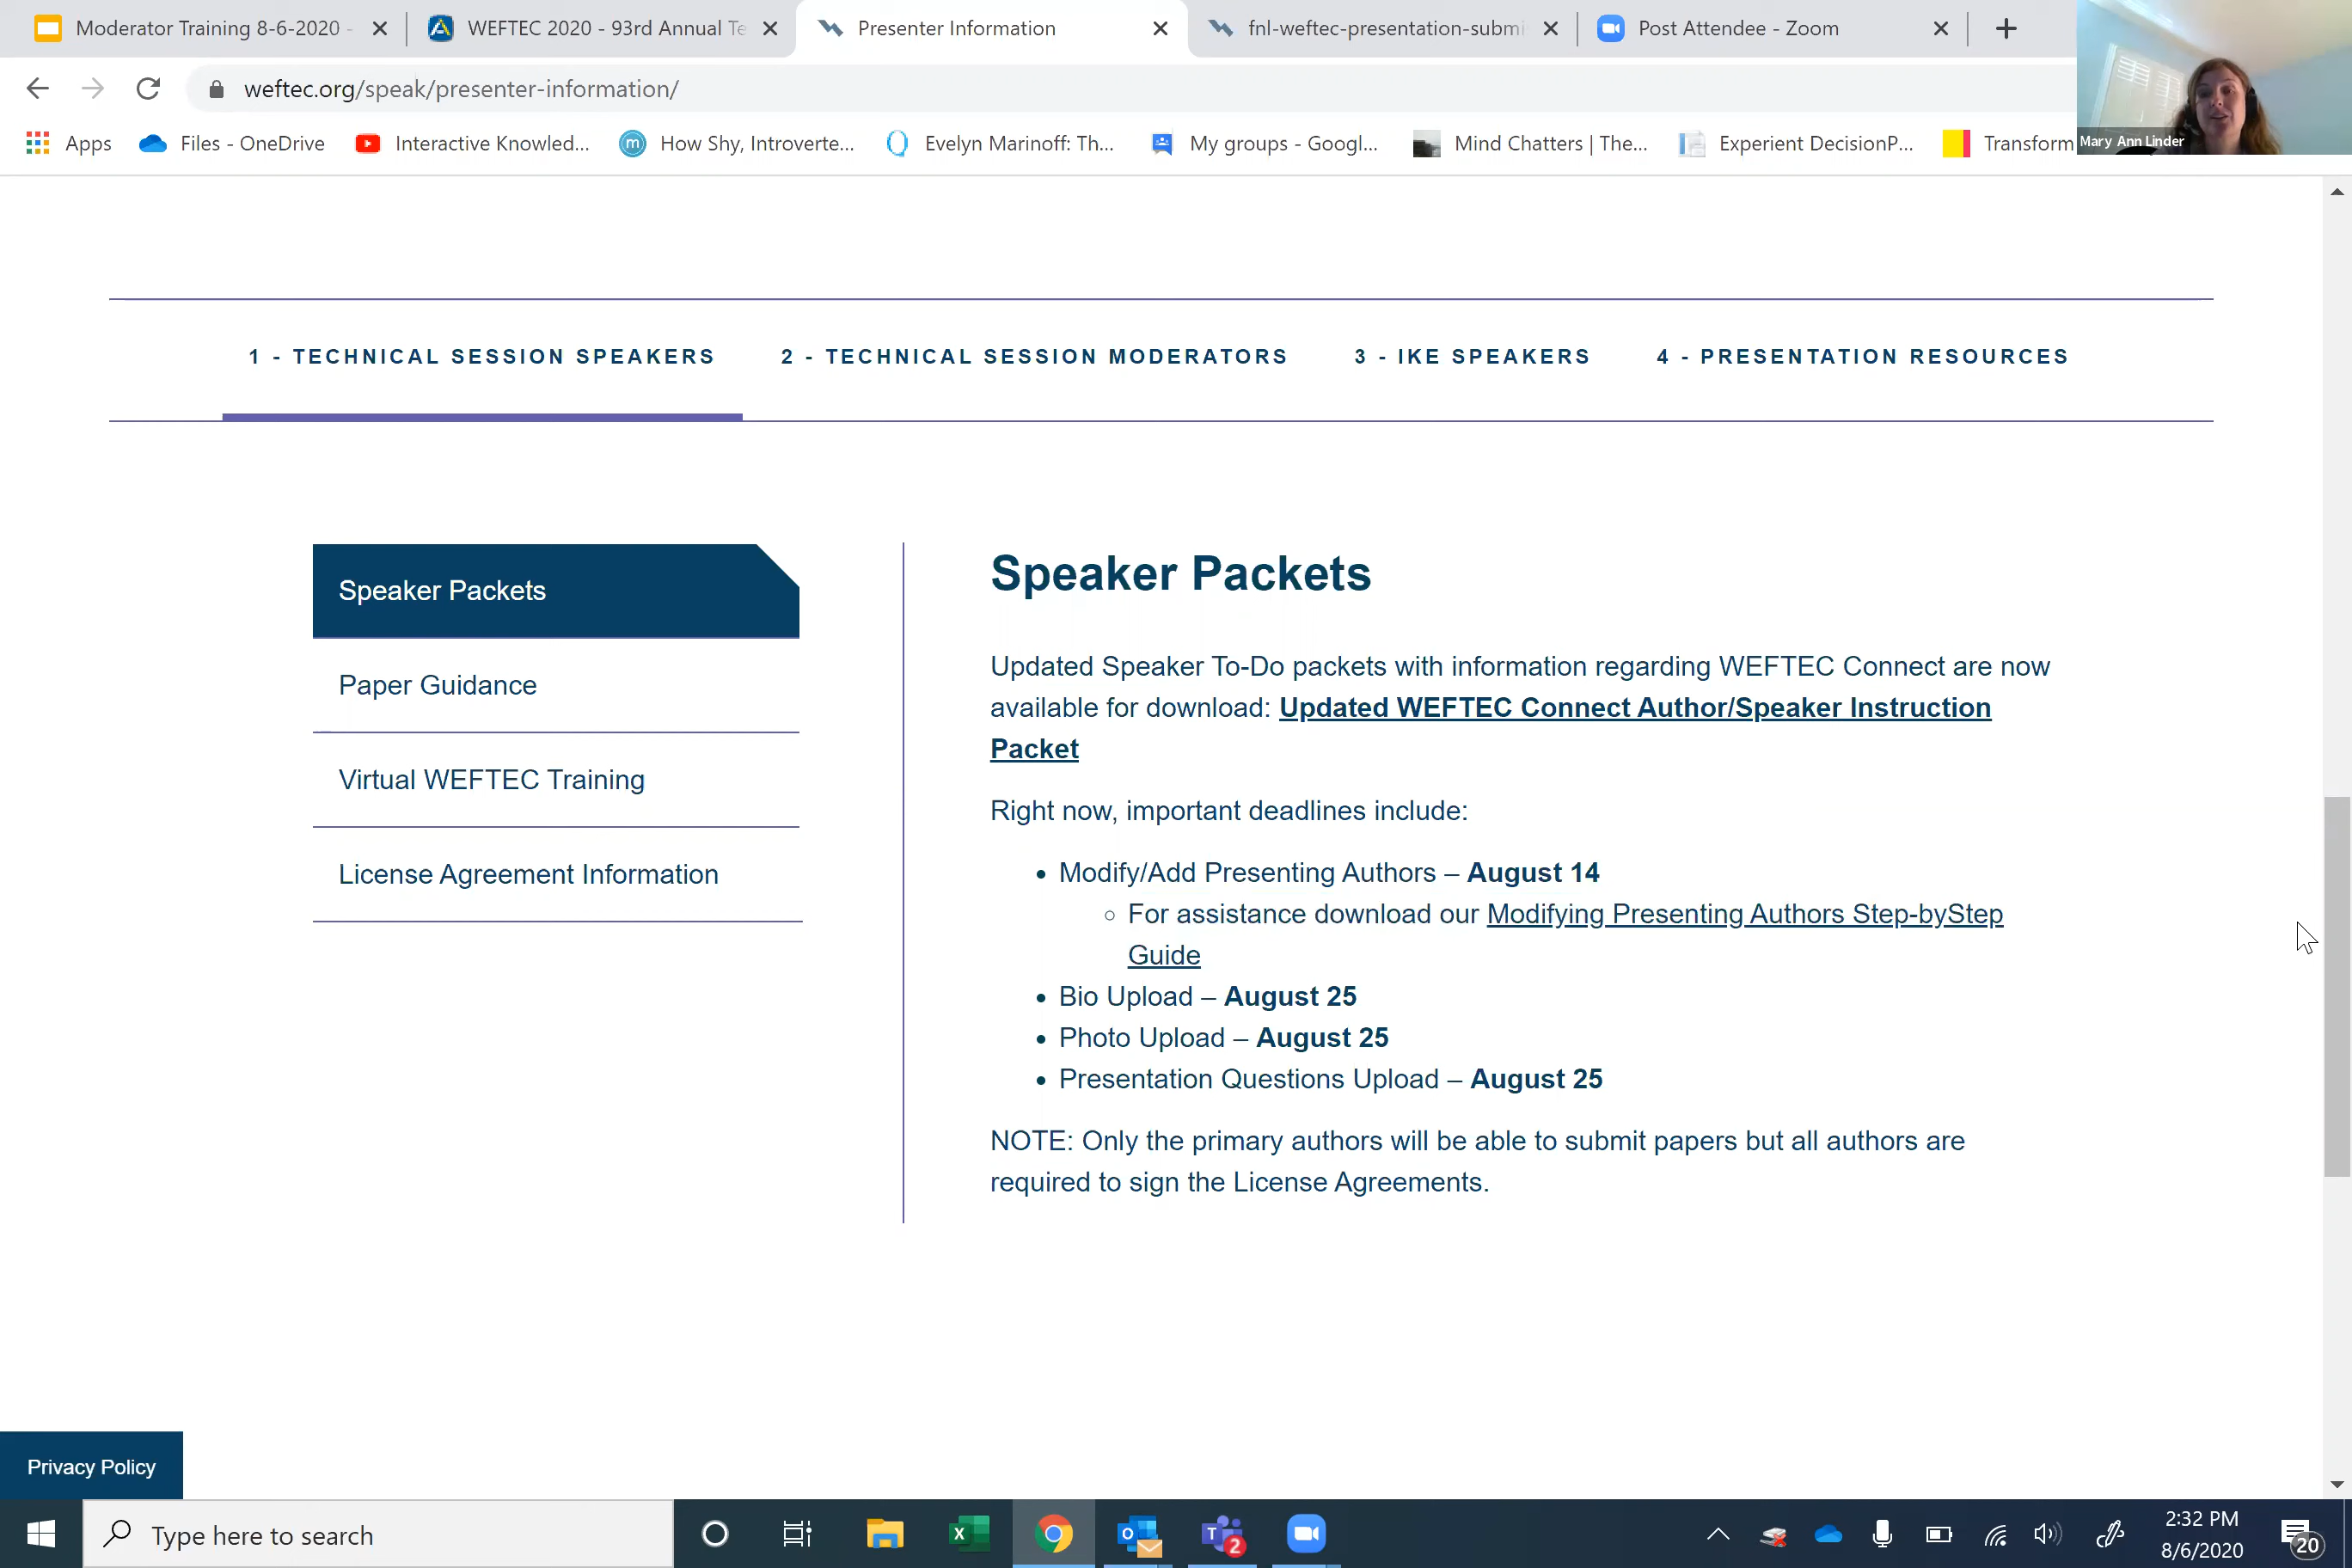 Moderator Training 8-6-2020 -
WEFTEC 2020 - 93rd Annual Te
Presenter Information
fnl-weftec-presentation-submi
Post Attendee - Zoom
weftec.org/speak/presenter-information/
Apps
Files - OneDrive
Interactive Knowled...
How Shy, Introverte...
Evelyn Marinoff: Th...
My groups - Googl...
Mind Chatters | The...
Experient DecisionP...
Transform
Mary Ann Linder
1 - TECHNICAL SESSION SPEAKERS
2 - TECHNICAL SESSION MODERATORS
3 - IKE SPEAKERS
4 - PRESENTATION RESOURCES
Speaker Packets
Paper Guidance
Virtual WEFTEC Training
License Agreement Information
Speaker Packets
Updated Speaker To-Do packets with information regarding WEFTEC Connect are now
available for download: Updated WEFTEC Connect Author/Speaker Instruction
Packet
Right now, important deadlines include:
• Modify/Add Presenting Authors – August 14
○ For assistance download our Modifying Presenting Authors Step-byStep
Guide
• Bio Upload – August 25
• Photo Upload – August 25
• Presentation Questions Upload – August 25
NOTE: Only the primary authors will be able to submit papers but all authors are
required to sign the License Agreements.
Privacy Policy
Type here to search
2
2:32 PM
8/6/2020
20